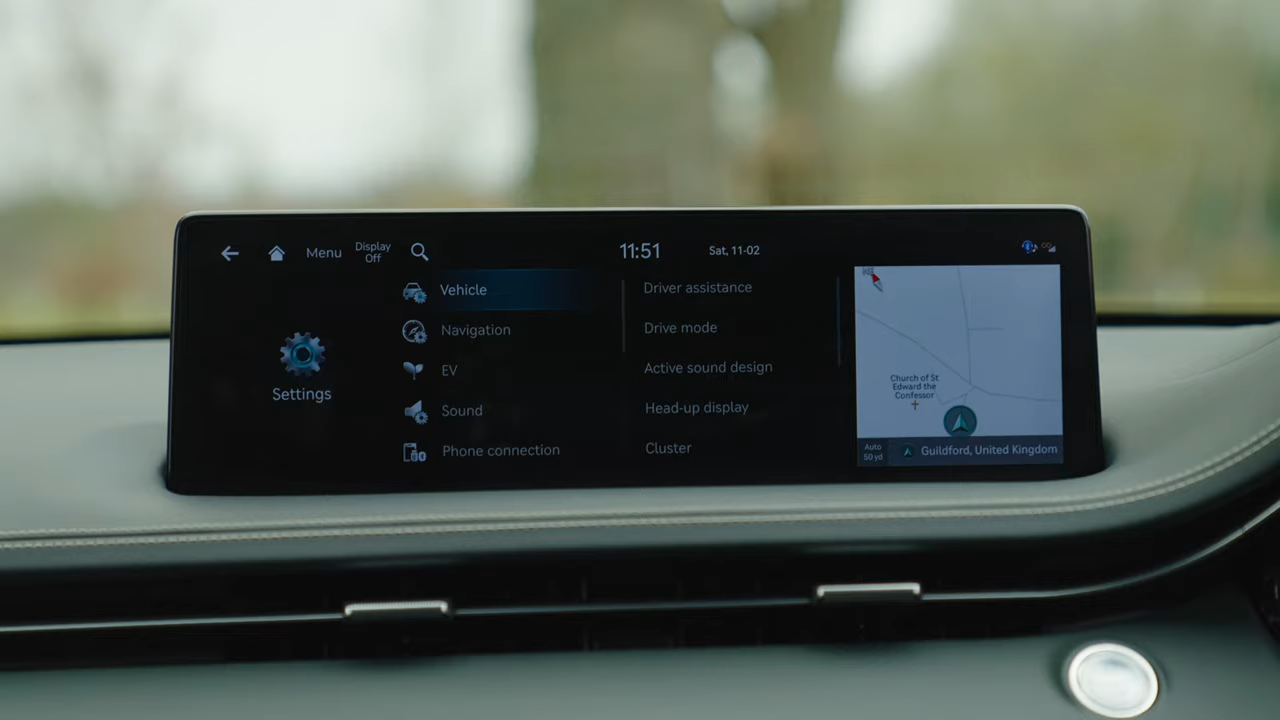 Menu
Display
Off
11:51
Sat, 11-02
Settings
Vehicle
Navigation
EV
Sound
Phone connection
Driver assistance
Drive mode
Active sound design
Head-up display
Cluster
Church of St
Edward the
Confessor
Auto
50 yd
Guildford, United Kingdom